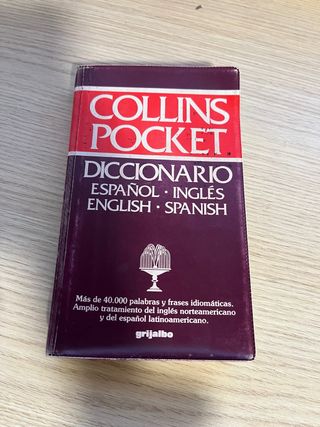 COLLINS
POCKET
DICCIONARIO
ESPAÑOL · INGLÉS
ENGLISH · SPANISH
Más de 40.000 palabras y frases idiomáticas.
Amplio tratamiento del inglés norteamericano
y del español latinoamericano.
grijalbo